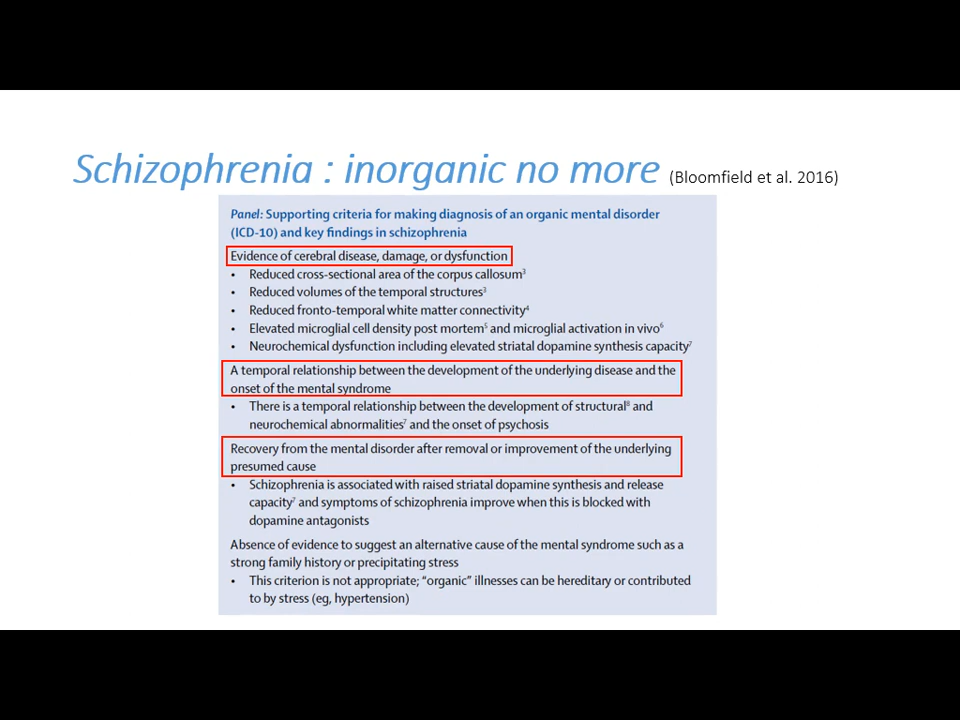 Schizophrenia : inorganic no more (Bloomfield et al. 2016)
Panel: Supporting criteria for making diagnosis of an organic mental disorder
(ICD-10) and key findings in schizophrenia
Evidence of cerebral disease, damage, or dysfunction
• Reduced cross-sectional area of the corpus callosum³
• Reduced volumes of the temporal structures³
• Reduced fronto-temporal white matter connectivity⁴
• Elevated microglial cell density post mortem⁵ and microglial activation in vivo⁶
• Neurochemical dysfunction including elevated striatal dopamine synthesis capacity⁷
A temporal relationship between the development of the underlying disease and the
onset of the mental syndrome
• There is a temporal relationship between the development of structural⁸ and
neurochemical abnormalities⁷ and the onset of psychosis
Recovery from the mental disorder after removal or improvement of the underlying
presumed cause
• Schizophrenia is associated with raised striatal dopamine synthesis and release
capacity⁷ and symptoms of schizophrenia improve when this is blocked with
dopamine antagonists
Absence of evidence to suggest an alternative cause of the mental syndrome such as a
strong family history or precipitating stress
• This criterion is not appropriate; “organic” illnesses can be hereditary or contributed
to by stress (eg, hypertension)